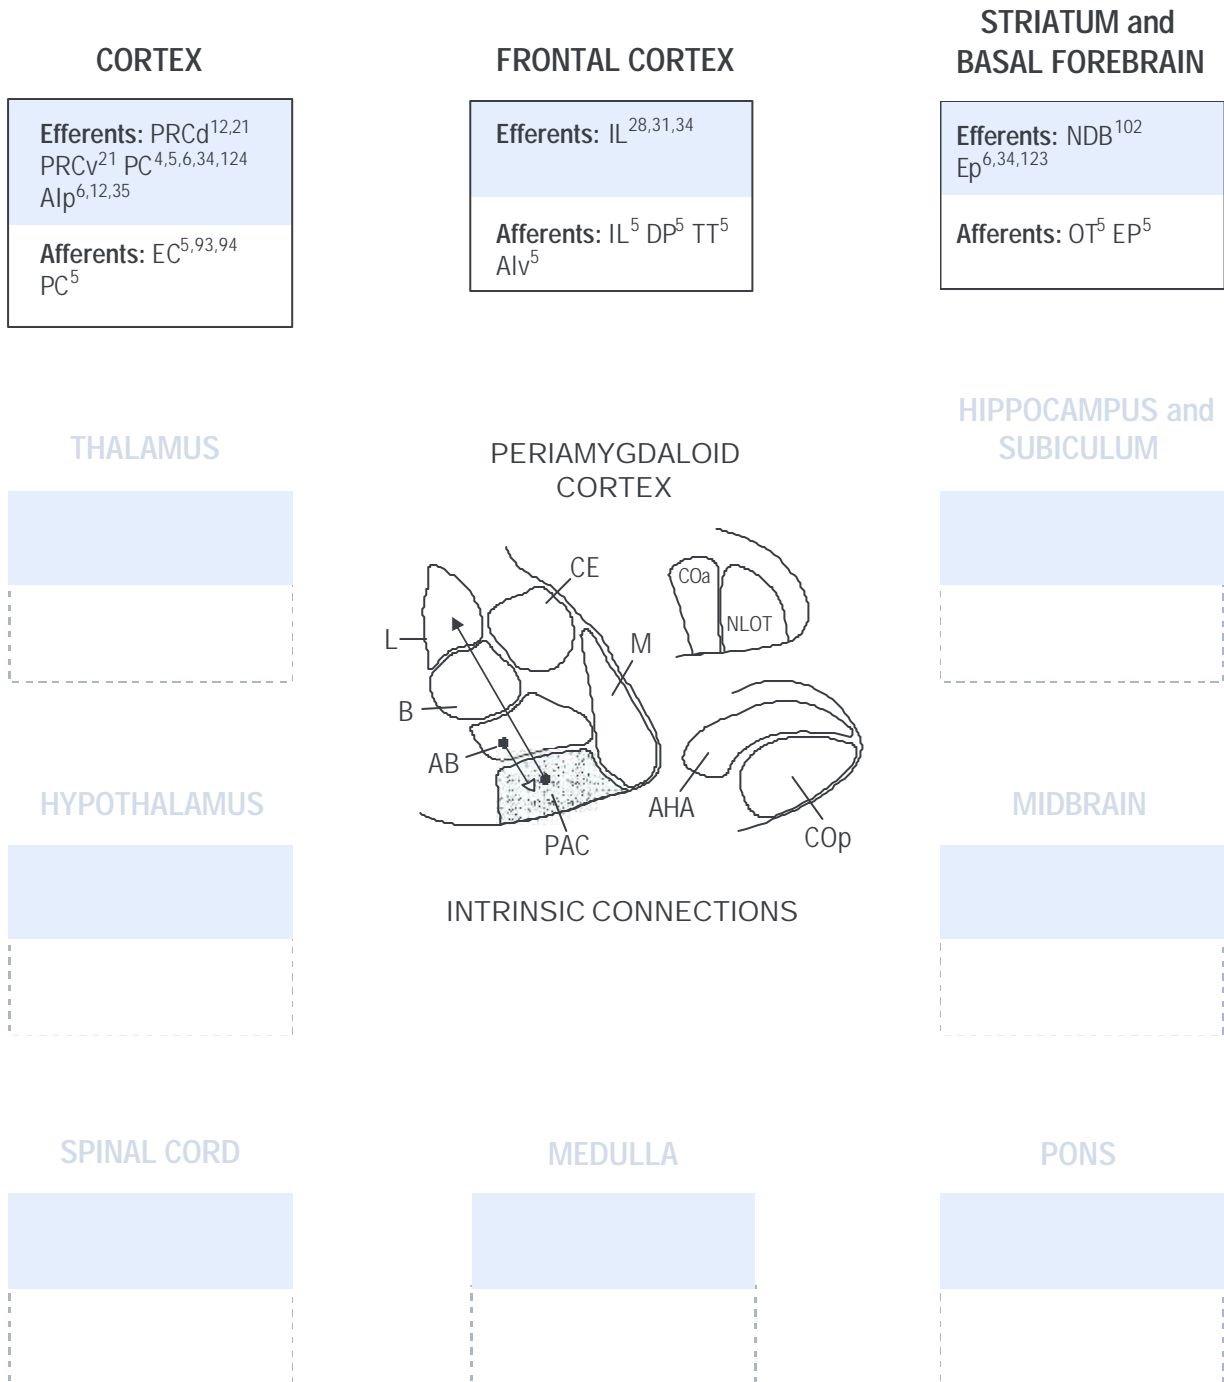 CORTEX
Efferents: PRCd12,21
PRCv21 PC4,5,6,34,124
AIp6,12,35
Afferents: EC5,93,94
PC5
FRONTAL CORTEX
Efferents: IL28,31,34
Afferents: IL5 DP5 TT5
AIv5
STRIATUM and
BASAL FOREBRAIN
Efferents: NDB102
Ep6,34,123
Afferents: OT5 EP5
THALAMUS
PERIAMYGDALOID
CORTEX
HIPPOCAMPUS and
SUBICULUM
CE
COa
NLOT
L
M
B
AB
AHA
PAC
COp
HYPOTHALAMUS
MIDBRAIN
INTRINSIC CONNECTIONS
SPINAL CORD
MEDULLA
PONS